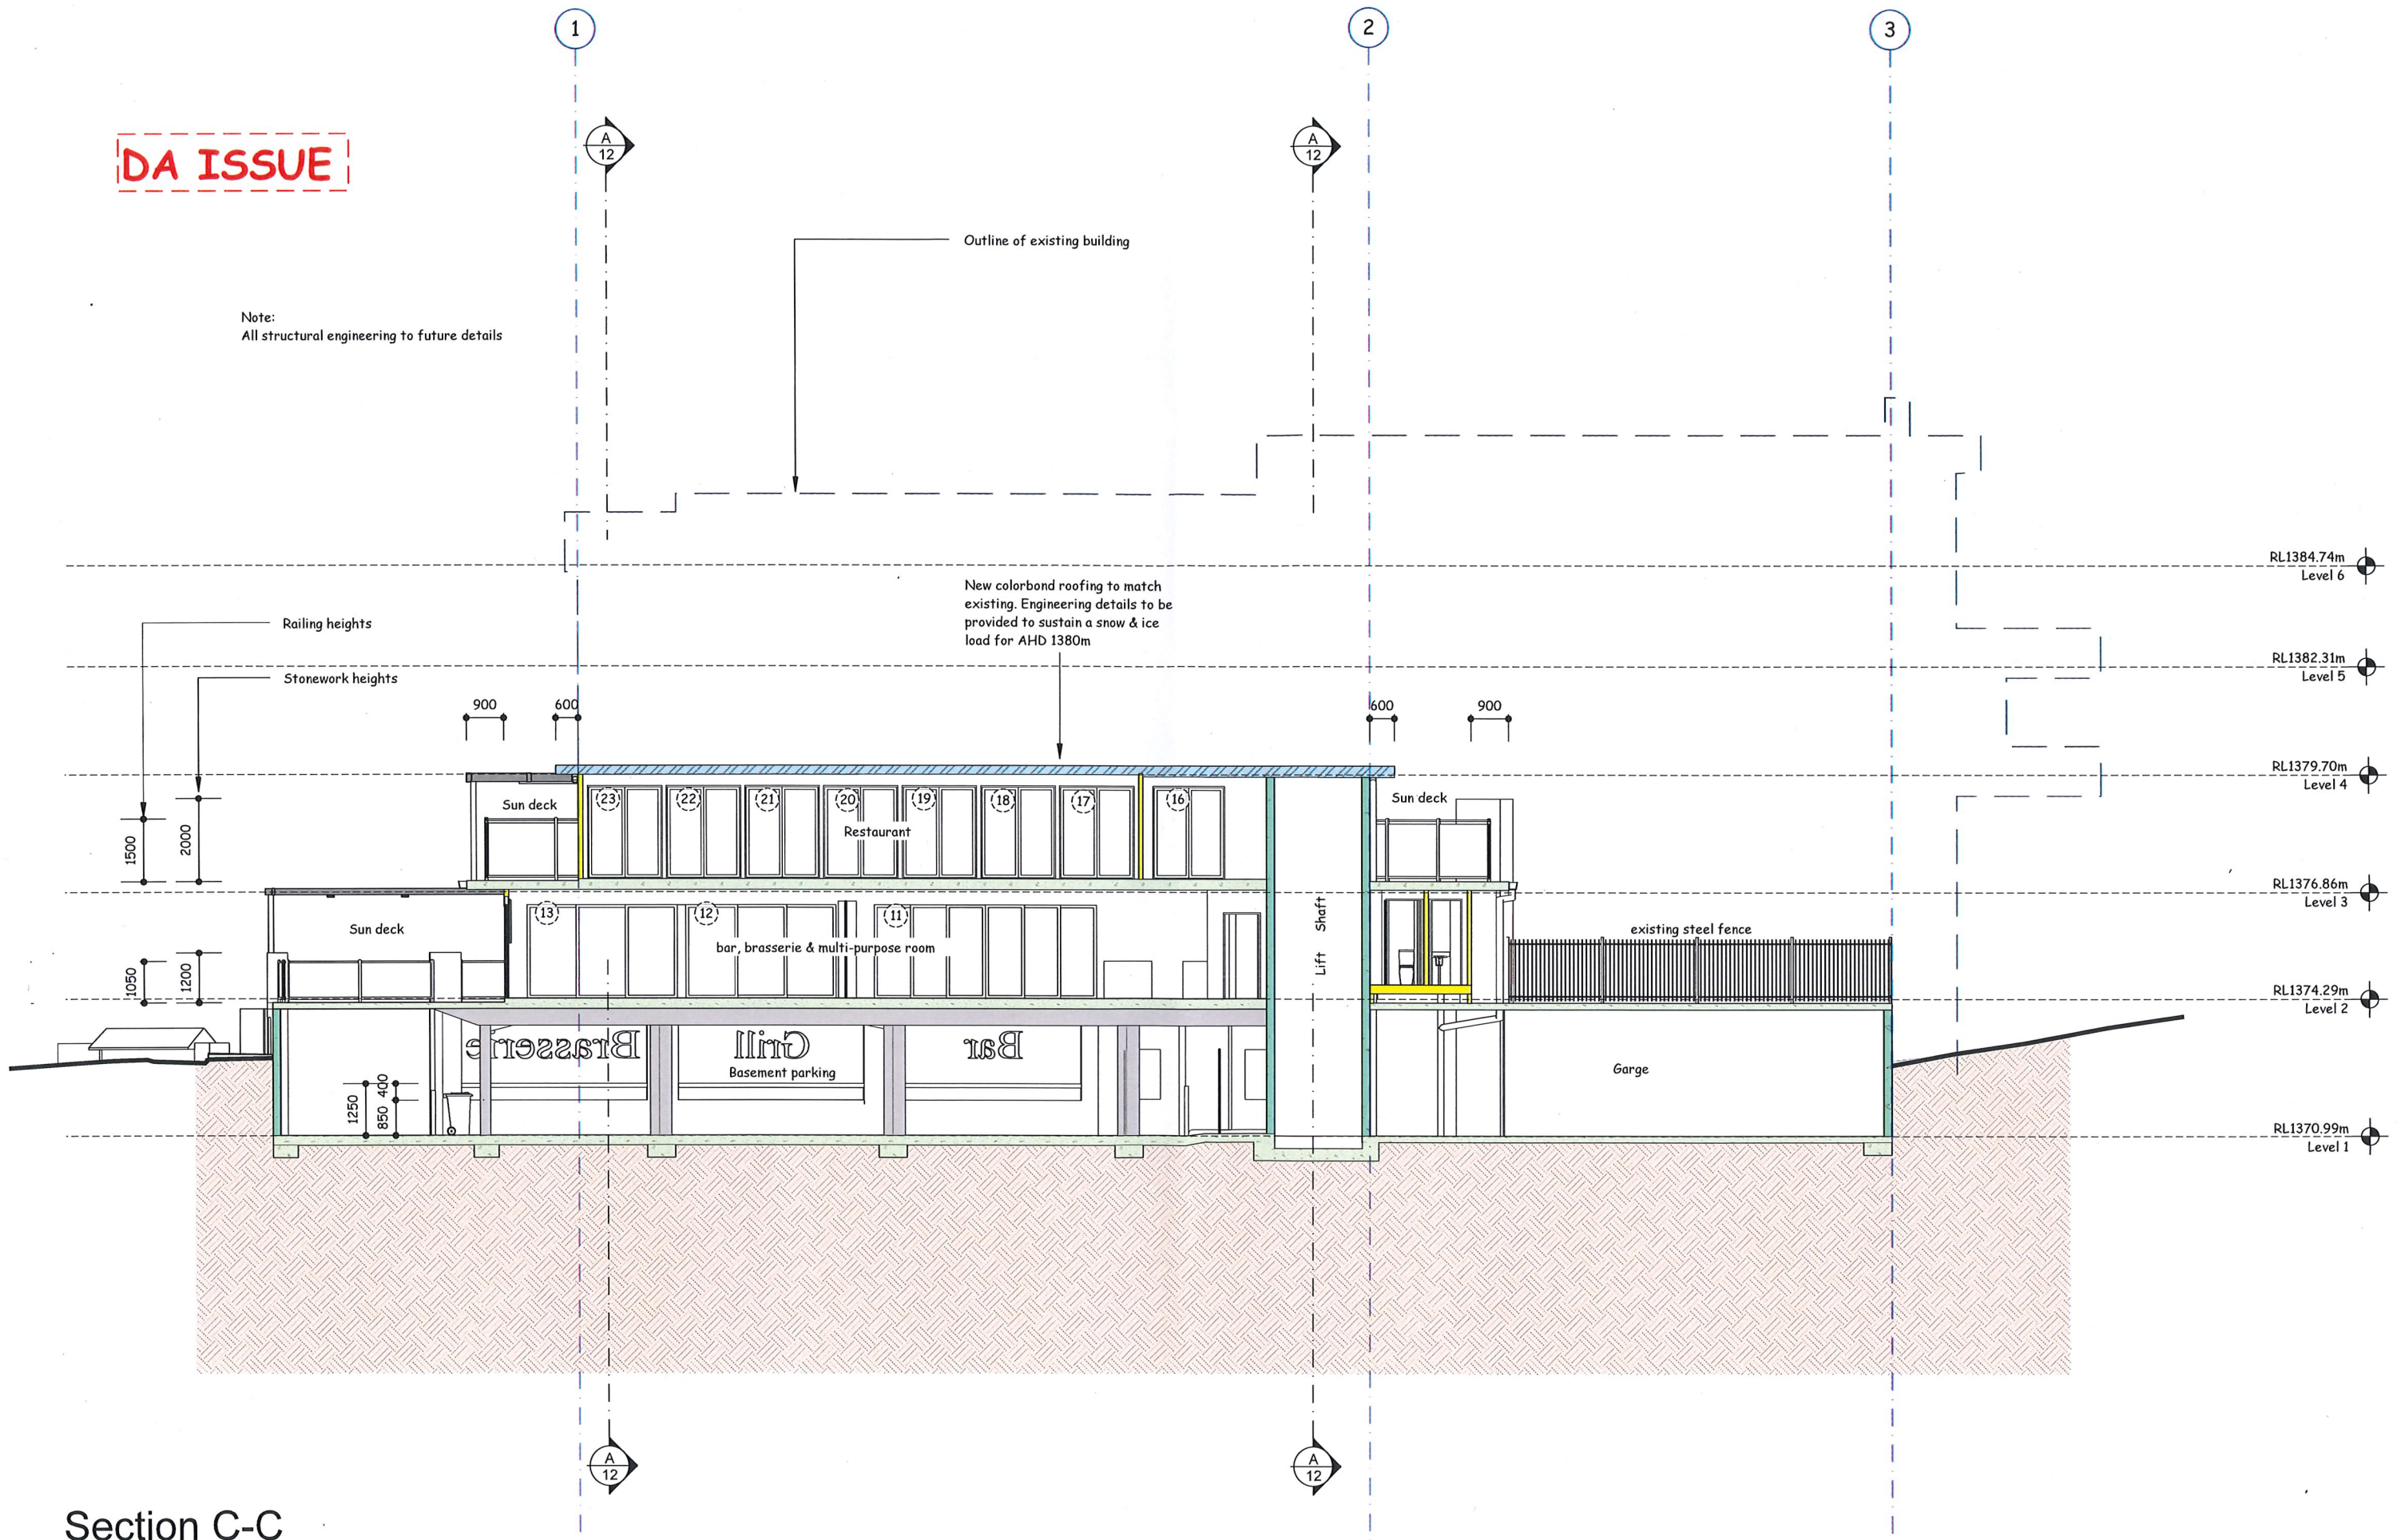 1
2
3
A
12
A
12
DA ISSUE
Outline of existing building
Note:
All structural engineering to future details
RL1384.74m
Level 6
New colorbond roofing to match
existing. Engineering details to be
provided to sustain a snow & ice
load for AHD 1380m
Railing heights
RL1382.31m
Level 5
Stonework heights
900
600
600
900
RL1379.70m
Level 4
Sun deck
23
22
21
20
19
18
17
16
Sun deck
Restaurant
1500
2000
RL1376.86m
Level 3
13
12
11
Lift Shaft
Sun deck
bar, brasserie & multi-purpose room
existing steel fence
1050
1200
RL1374.29m
Level 2
Brasserie
Grill
Bar
Basement parking
Garge
1250
850
400
RL1370.99m
Level 1
A
12
A
12
Section C-C